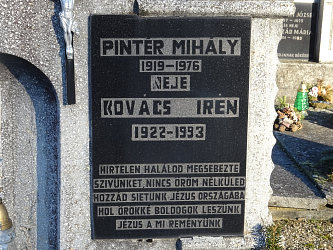 PINTÉR MIHÁLY
1919-1976
NEJE
KOVÁCS IREN
1922-1993
HIRTELEN HALÁLOD MEGSEBEZTE
SZIVÜNKET, NINCS ÖRÖM NÉLKÜLED
HOZZÁD SIETÜNK JÉZUS ORSZÁGÁBA
HOL ÖRÖKKÉ BOLDOGOK LESZÜNK
JÉZUS A MI REMÉNYÜNK